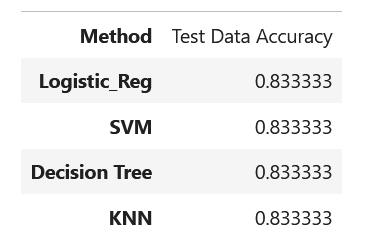 Method Test Data Accuracy
Logistic_Reg 0.833333
SVM 0.833333
Decision Tree 0.833333
KNN 0.833333